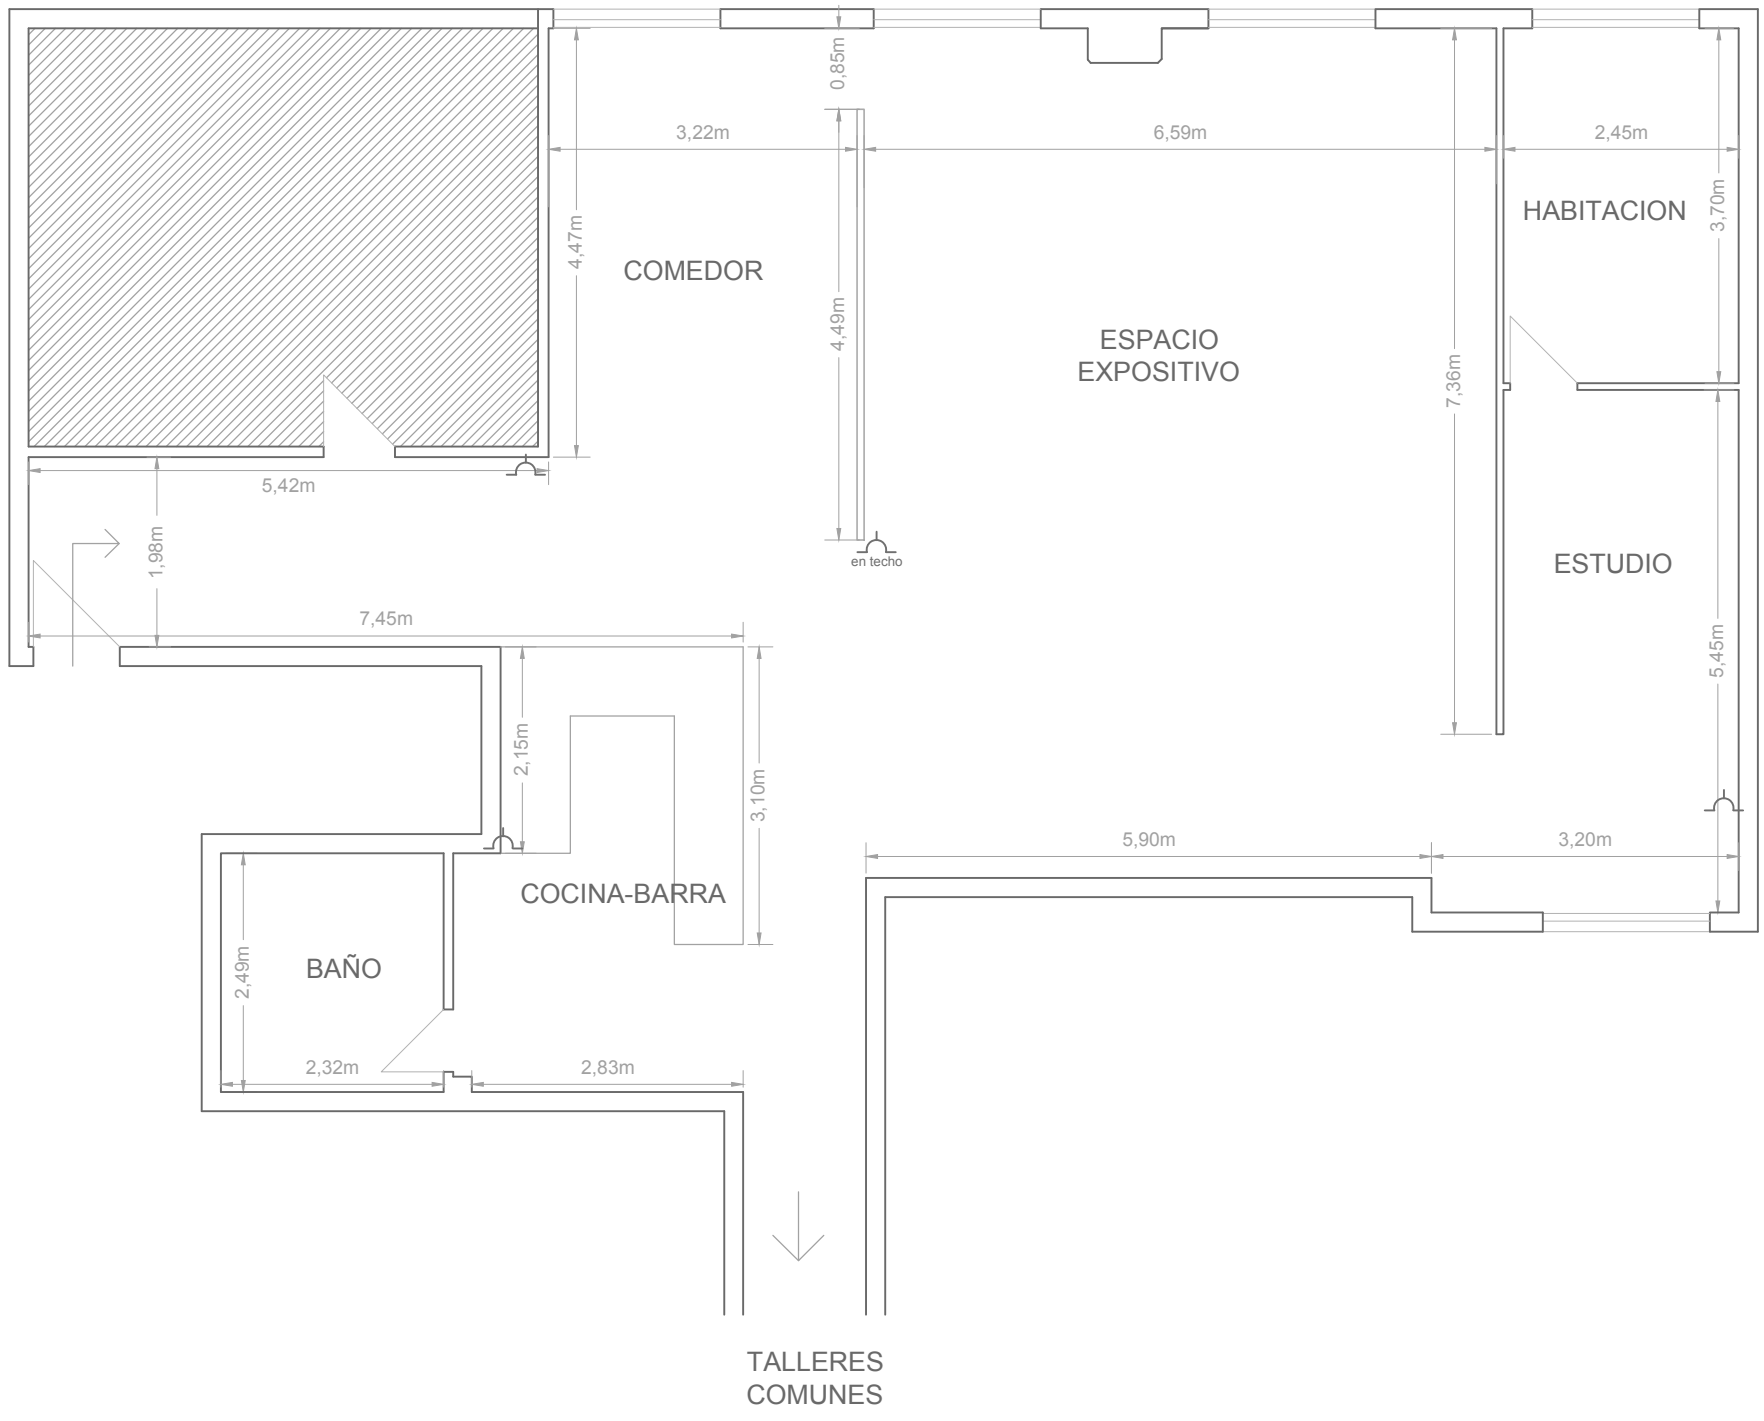 0,85m
3,22m
6,59m
2,45m
HABITACION
3,70m
4,47m
COMEDOR
4,49m
ESPACIO
EXPOSITIVO
7,36m
5,42m
1,98m
en techo
ESTUDIO
7,45m
5,45m
2,15m
3,10m
5,90m
3,20m
COCINA-BARRA
BAÑO
2,49m
2,32m
2,83m
TALLERES
COMUNES